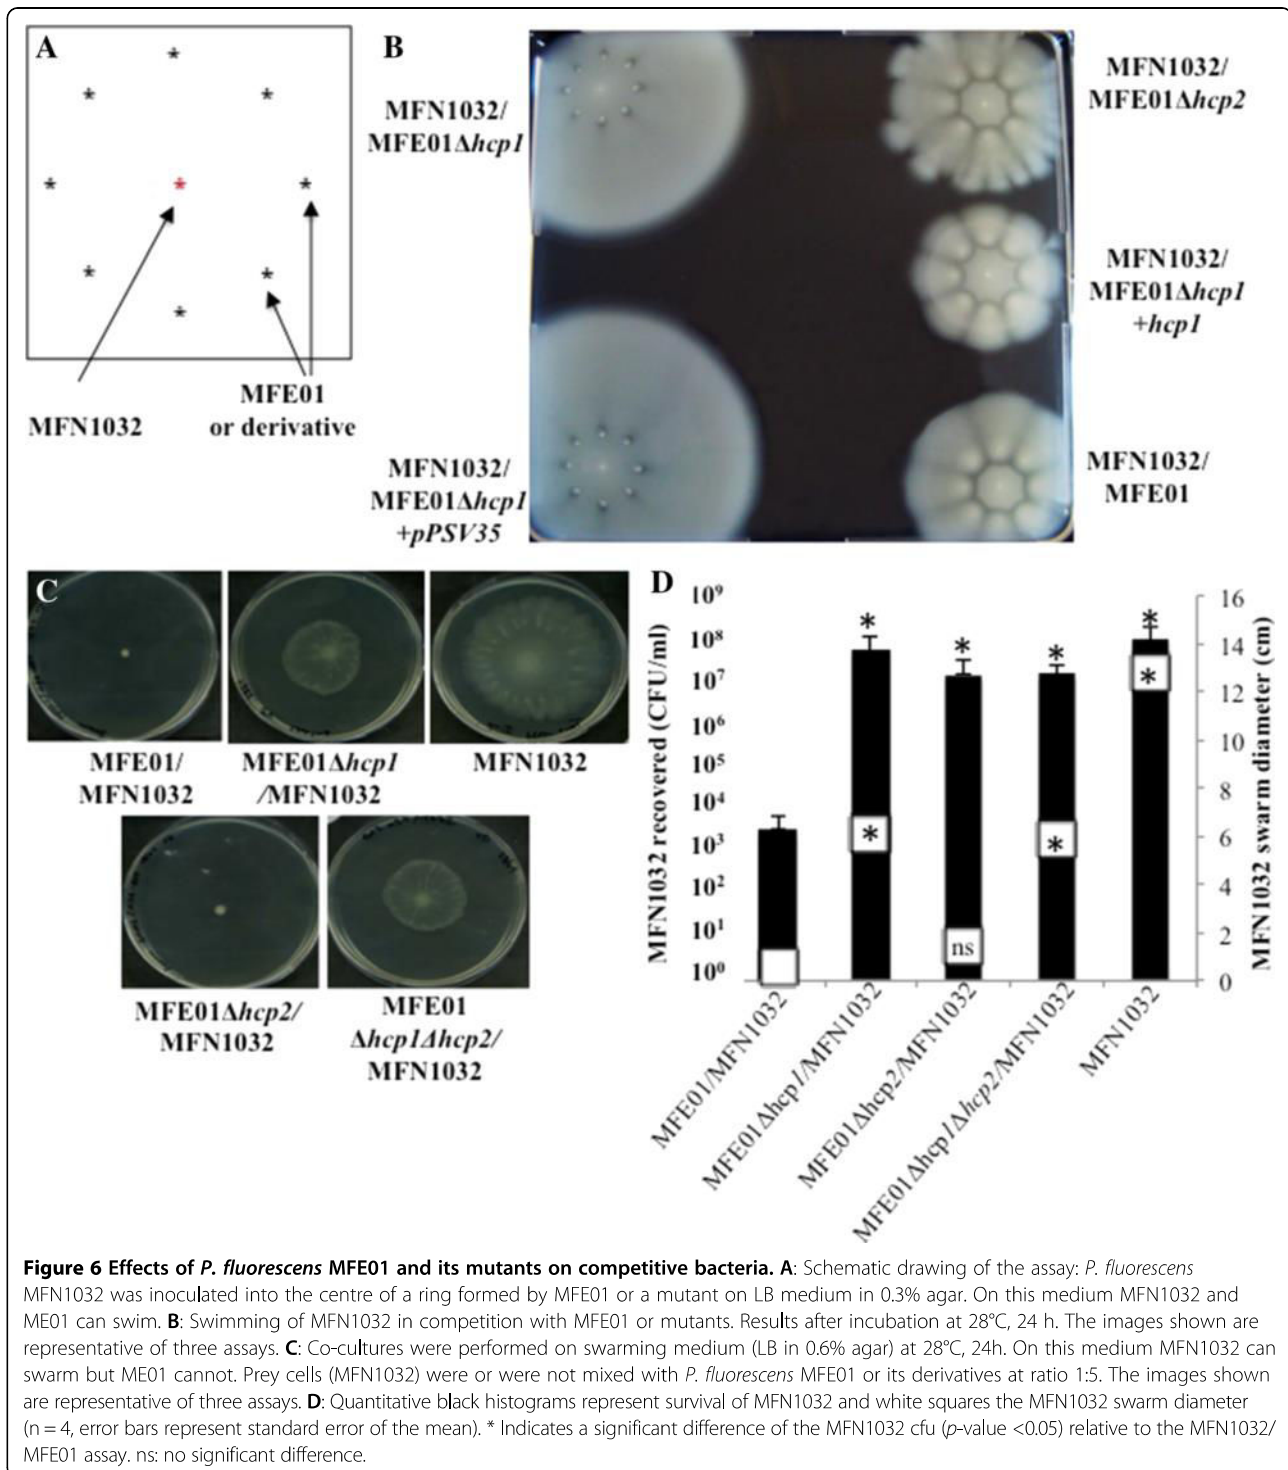 A
*
*
*
*
*
*
*
*
*
MFN1032
MFE01
or derivative
B
MFN1032/
MFE01Δhcp1
MFN1032/
MFE01Δhcp1
+pPSV35
MFN1032/
MFE01Δhcp2
MFN1032/
MFE01Δhcp1
+hcp1
MFN1032/
MFE01
C
MFE01/
MFN1032
MFE01Δhcp1
/MFN1032
MFN1032
MFE01Δhcp2/
MFN1032
MFE01
Δhcp1Δhcp2/
MFN1032
D
MFN1032 recovered (CFU/ml)
10⁹
10⁸
10⁷
10⁶
10⁵
10⁴
10³
10²
10¹
10⁰
*
*
*
*
*
ns
*
*
16
14
12
10
8
6
4
2
0
MFN1032 swarm diameter (cm)
MFE01/MFN1032
MFE01Δhcp1/MFN1032
MFE01Δhcp2/MFN1032
MFE01Δhcp1Δhcp2/MFN1032
MFN1032
Figure 6 Effects of P. fluorescens MFE01 and its mutants on competitive bacteria. A: Schematic drawing of the assay: P. fluorescens
MFN1032 was inoculated into the centre of a ring formed by MFE01 or a mutant on LB medium in 0.3% agar. On this medium MFN1032 and
ME01 can swim. B: Swimming of MFN1032 in competition with MFE01 or mutants. Results after incubation at 28°C, 24 h. The images shown are
representative of three assays. C: Co-cultures were performed on swarming medium (LB in 0.6% agar) at 28°C, 24h. On this medium MFN1032 can
swarm but ME01 cannot. Prey cells (MFN1032) were or were not mixed with P. fluorescens MFE01 or its derivatives at ratio 1:5. The images shown
are representative of three assays. D: Quantitative black histograms represent survival of MFN1032 and white squares the MFN1032 swarm diameter
(n = 4, error bars represent standard error of the mean). * Indicates a significant difference of the MFN1032 cfu (p-value <0.05) relative to the MFN1032/
MFE01 assay. ns: no significant difference.